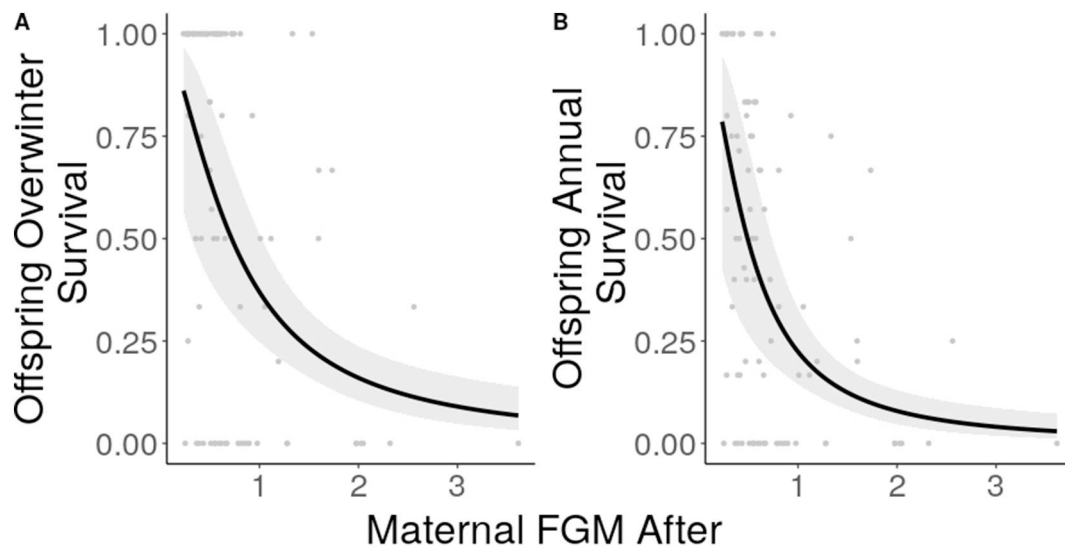 A
Offspring Overwinter
Survival
1.00
0.75
0.50
0.25
0.00
1 2 3
B
Offspring Annual
Survival
1.00
0.75
0.50
0.25
0.00
1 2 3
Maternal FGM After